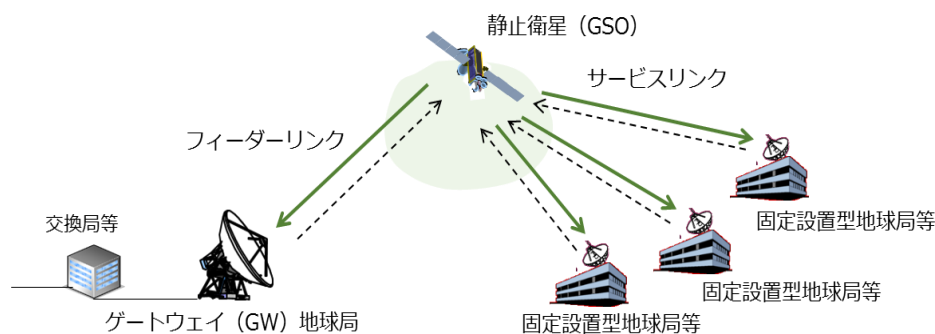 静止衛星（GSO）
サービスリンク
フィーダーリンク
固定設置型地球局等
交換局等
固定設置型地球局等
ゲートウェイ（GW）地球局
固定設置型地球局等